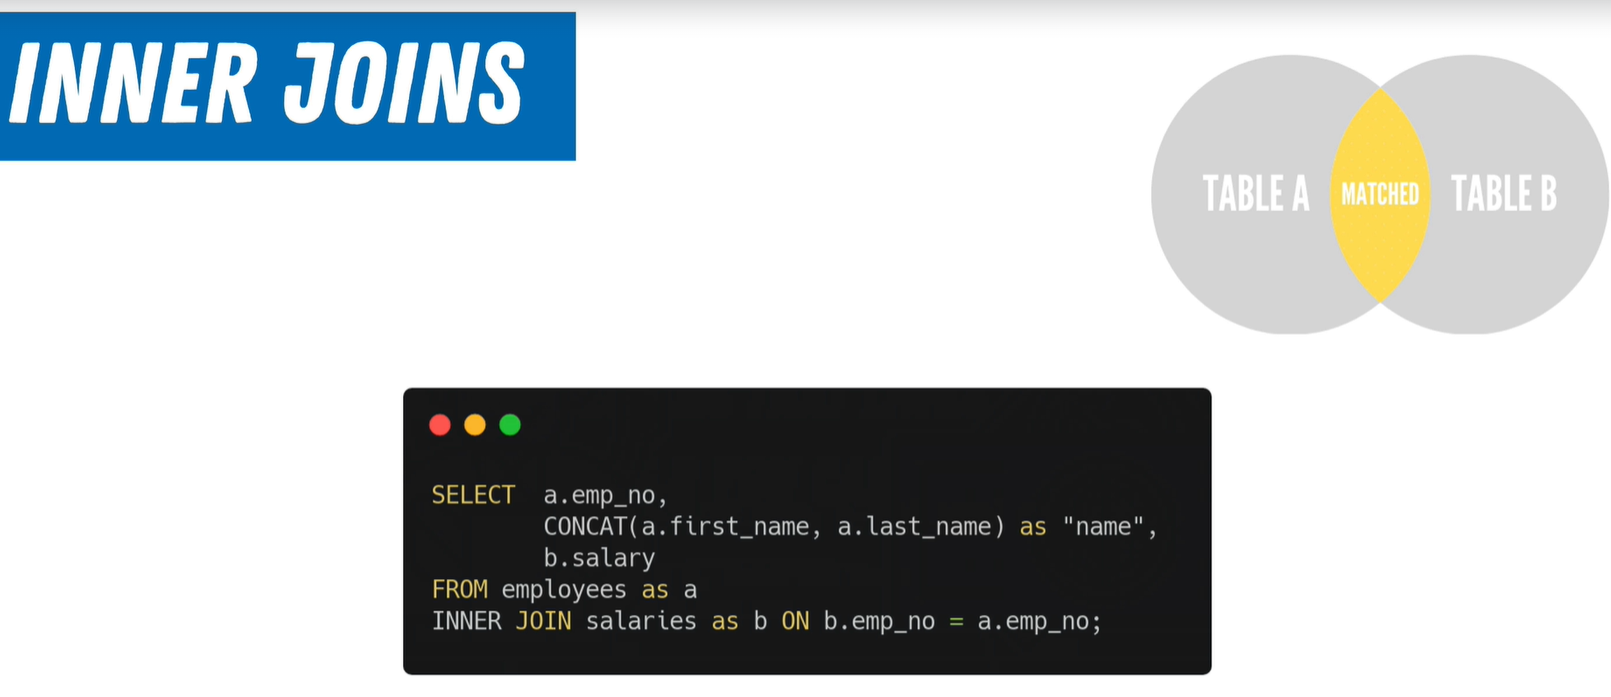 INNER JOINS
TABLE A
MATCHED
TABLE B
SELECT  a.emp_no,
        CONCAT(a.first_name, a.last_name) as "name",
        b.salary
FROM employees as a
INNER JOIN salaries as b ON b.emp_no = a.emp_no;